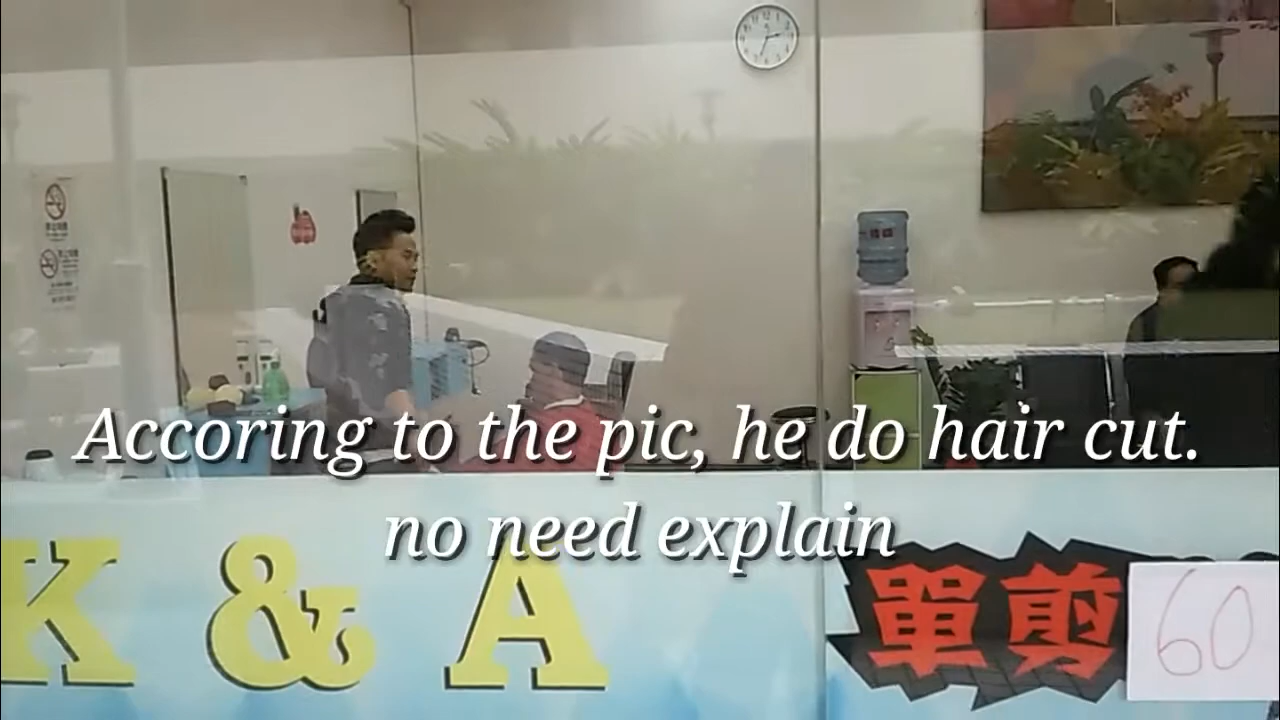 Accoring to the pic, he do hair cut.
no need explain
K & A
單剪
60